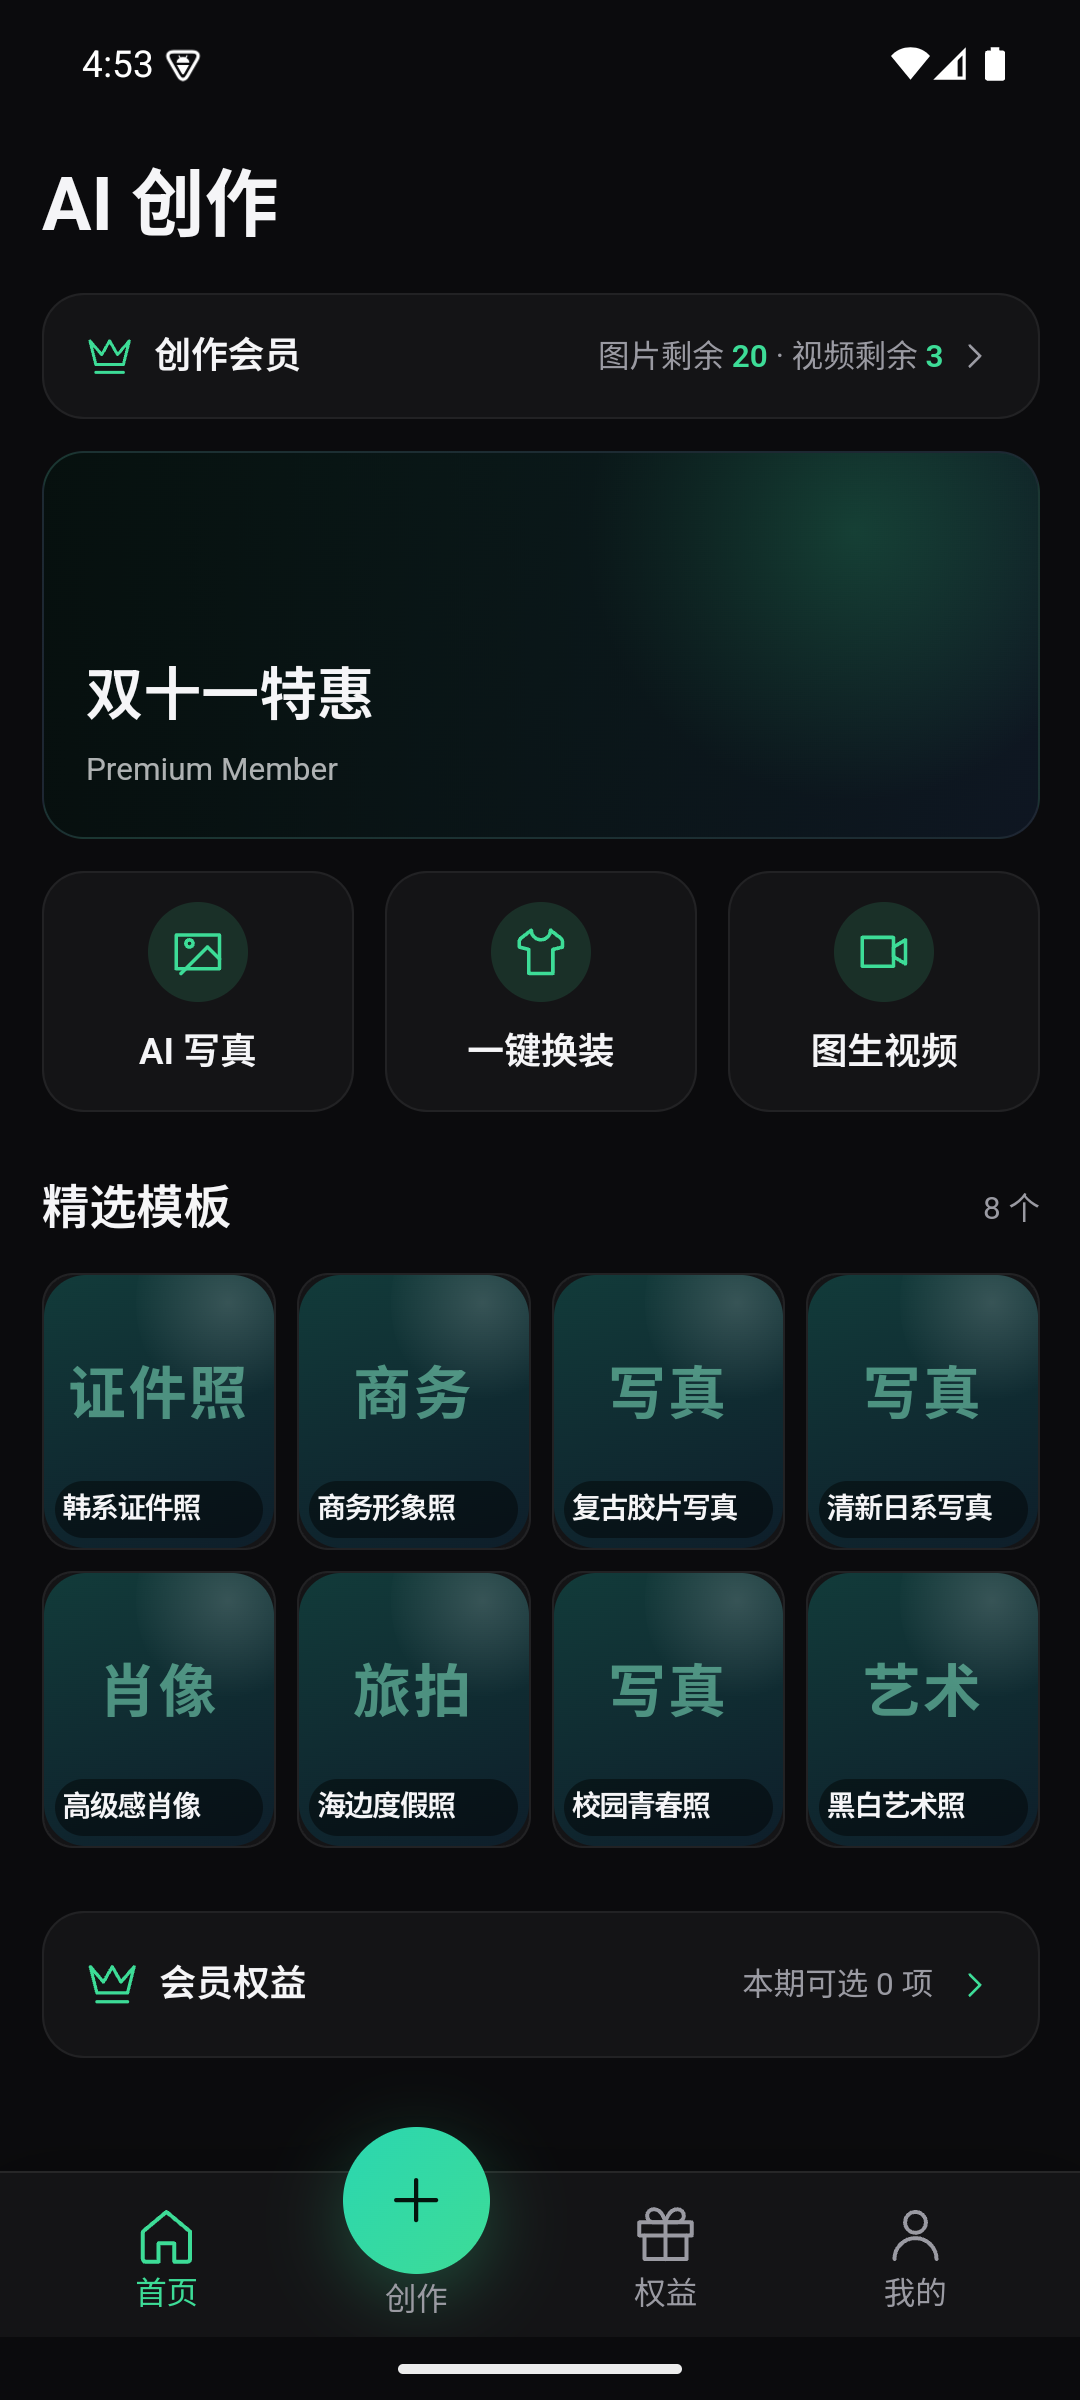 4:53
AI 创作
创作会员
图片剩余 20 · 视频剩余 3
双十一特惠
Premium Member
AI 写真
一键换装
图生视频
精选模板
8 个
证件照
商务
写真
写真
韩系证件照
商务形象照
复古胶片写真
清新日系写真
肖像
旅拍
写真
艺术
高级感肖像
海边度假照
校园青春照
黑白艺术照
会员权益
本期可选 0 项
首页
创作
权益
我的